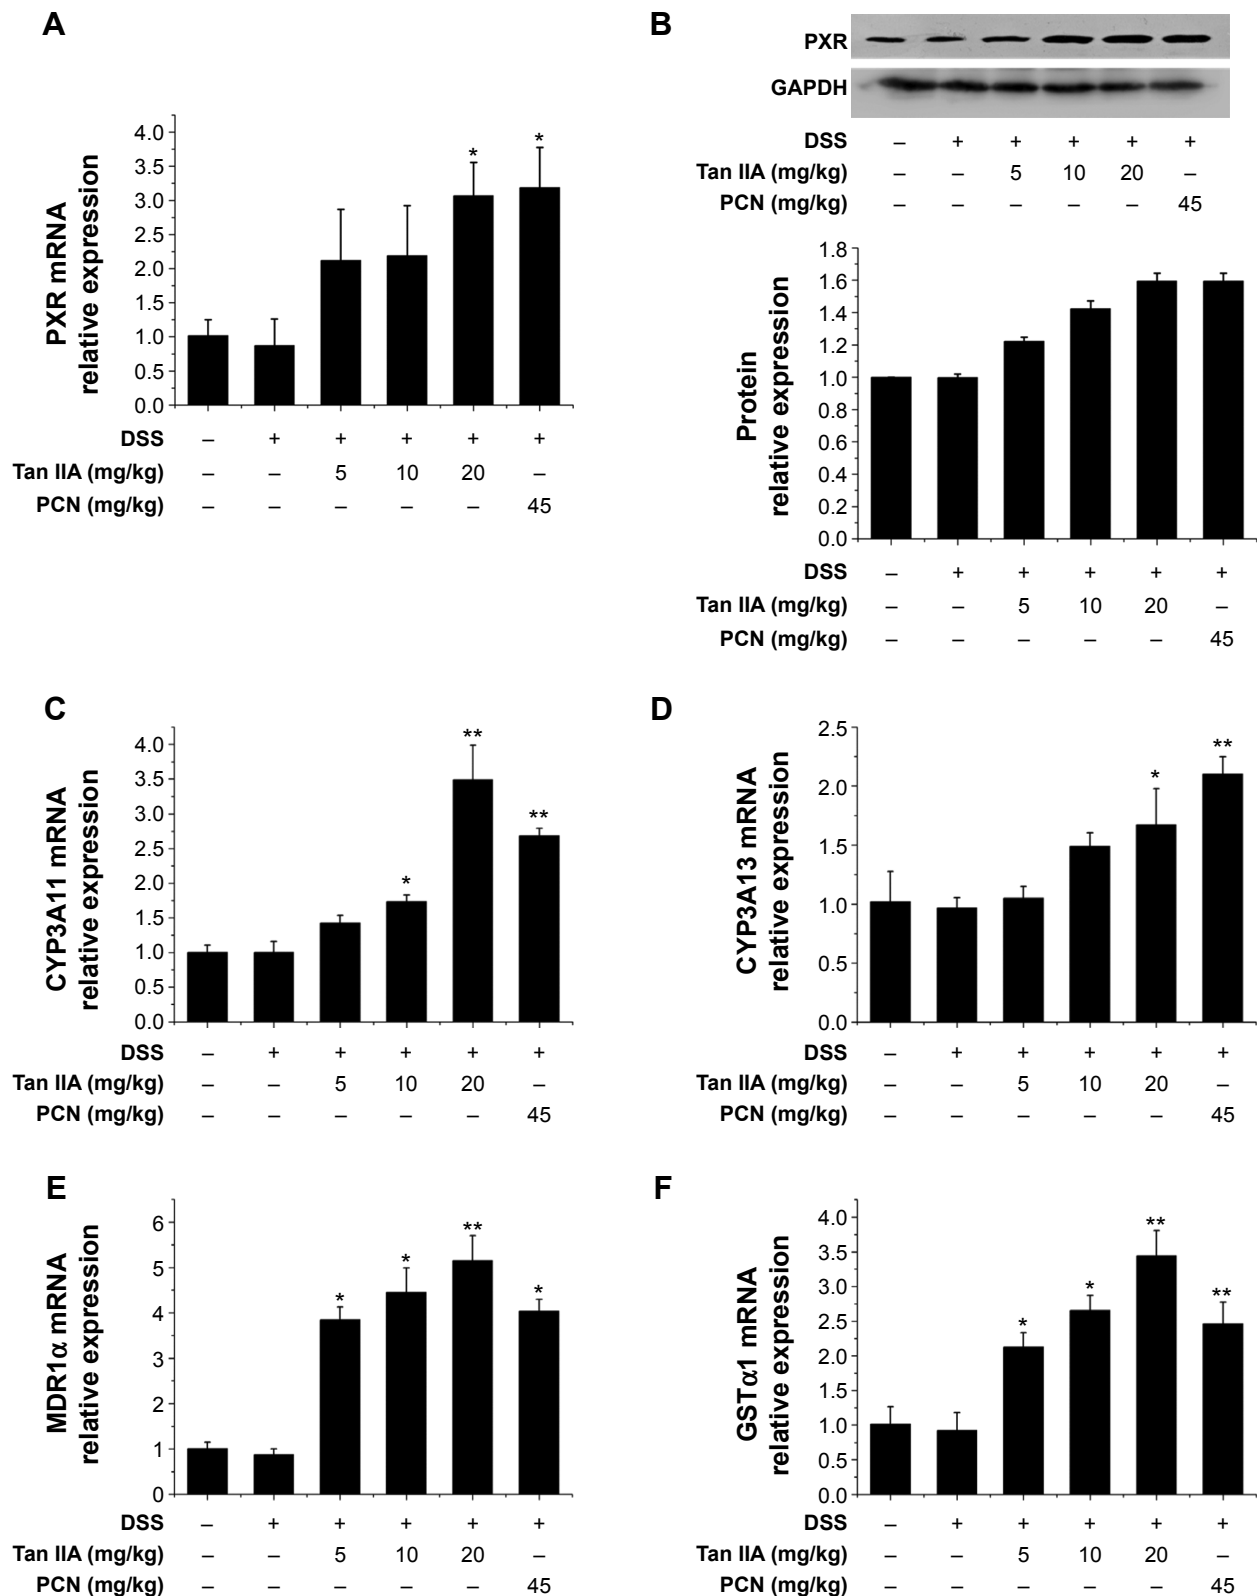 A
PXR mRNA
relative expression
4.0
3.5
3.0
2.5
2.0
1.5
1.0
0.5
0.0
* *
DSS – + + + + +
Tan IIA (mg/kg) – – 5 10 20 –
PCN (mg/kg) – – – – – 45
B
PXR
GAPDH
DSS – + + + + +
Tan IIA (mg/kg) – – 5 10 20 –
PCN (mg/kg) – – – – – 45
Protein
relative expression
1.8
1.6
1.4
1.2
1.0
0.8
0.6
0.4
0.2
0.0
DSS – + + + + +
Tan IIA (mg/kg) – – 5 10 20 –
PCN (mg/kg) – – – – – 45
C
CYP3A11 mRNA
relative expression
4.0
3.5
3.0
2.5
2.0
1.5
1.0
0.5
0.0
* ** **
DSS – + + + + +
Tan IIA (mg/kg) – – 5 10 20 –
PCN (mg/kg) – – – – – 45
D
CYP3A13 mRNA
relative expression
2.5
2.0
1.5
1.0
0.5
0.0
* **
DSS – + + + + +
Tan IIA (mg/kg) – – 5 10 20 –
PCN (mg/kg) – – – – – 45
E
MDR1α mRNA
relative expression
6
5
4
3
2
1
0
* * ** *
DSS – + + + + +
Tan IIA (mg/kg) – – 5 10 20 –
PCN (mg/kg) – – – – – 45
F
GSTα1 mRNA
relative expression
4.0
3.5
3.0
2.5
2.0
1.5
1.0
0.5
0.0
* * ** **
DSS – + + + + +
Tan IIA (mg/kg) – – 5 10 20 –
PCN (mg/kg) – – – – – 45